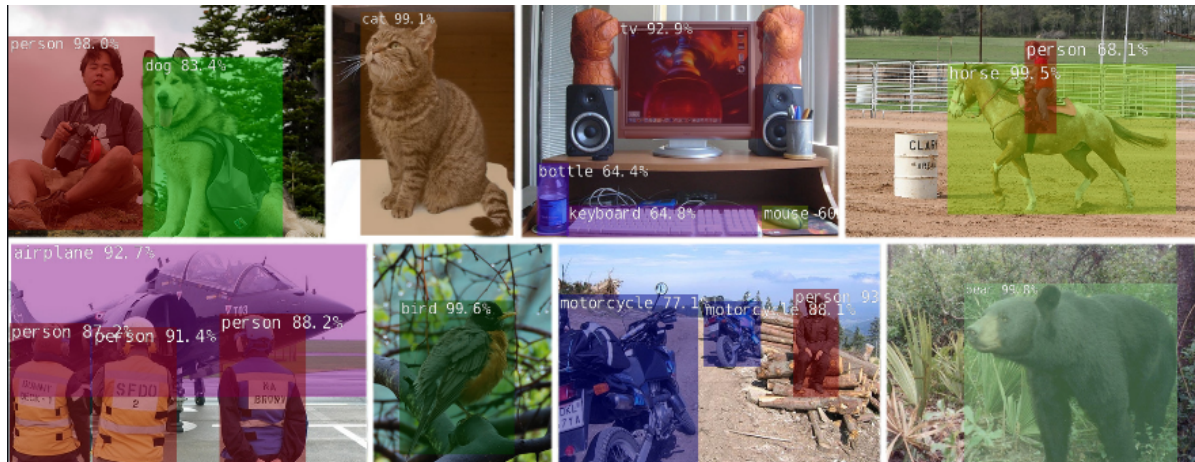 person 98.0%
dog 83.4%
cat 99.1%
tv 92.9%
bottle 64.4%
keyboard 64.8%
mouse 60
person 68.1%
horse 99.5%
CLARK
airplane 92.7%
person 87.2%
person 91.4%
person 88.2%
SFDO
2
bird 99.6%
motorcycle 77.1%
motorcycle 88.1%
person 93
bear 99.8%